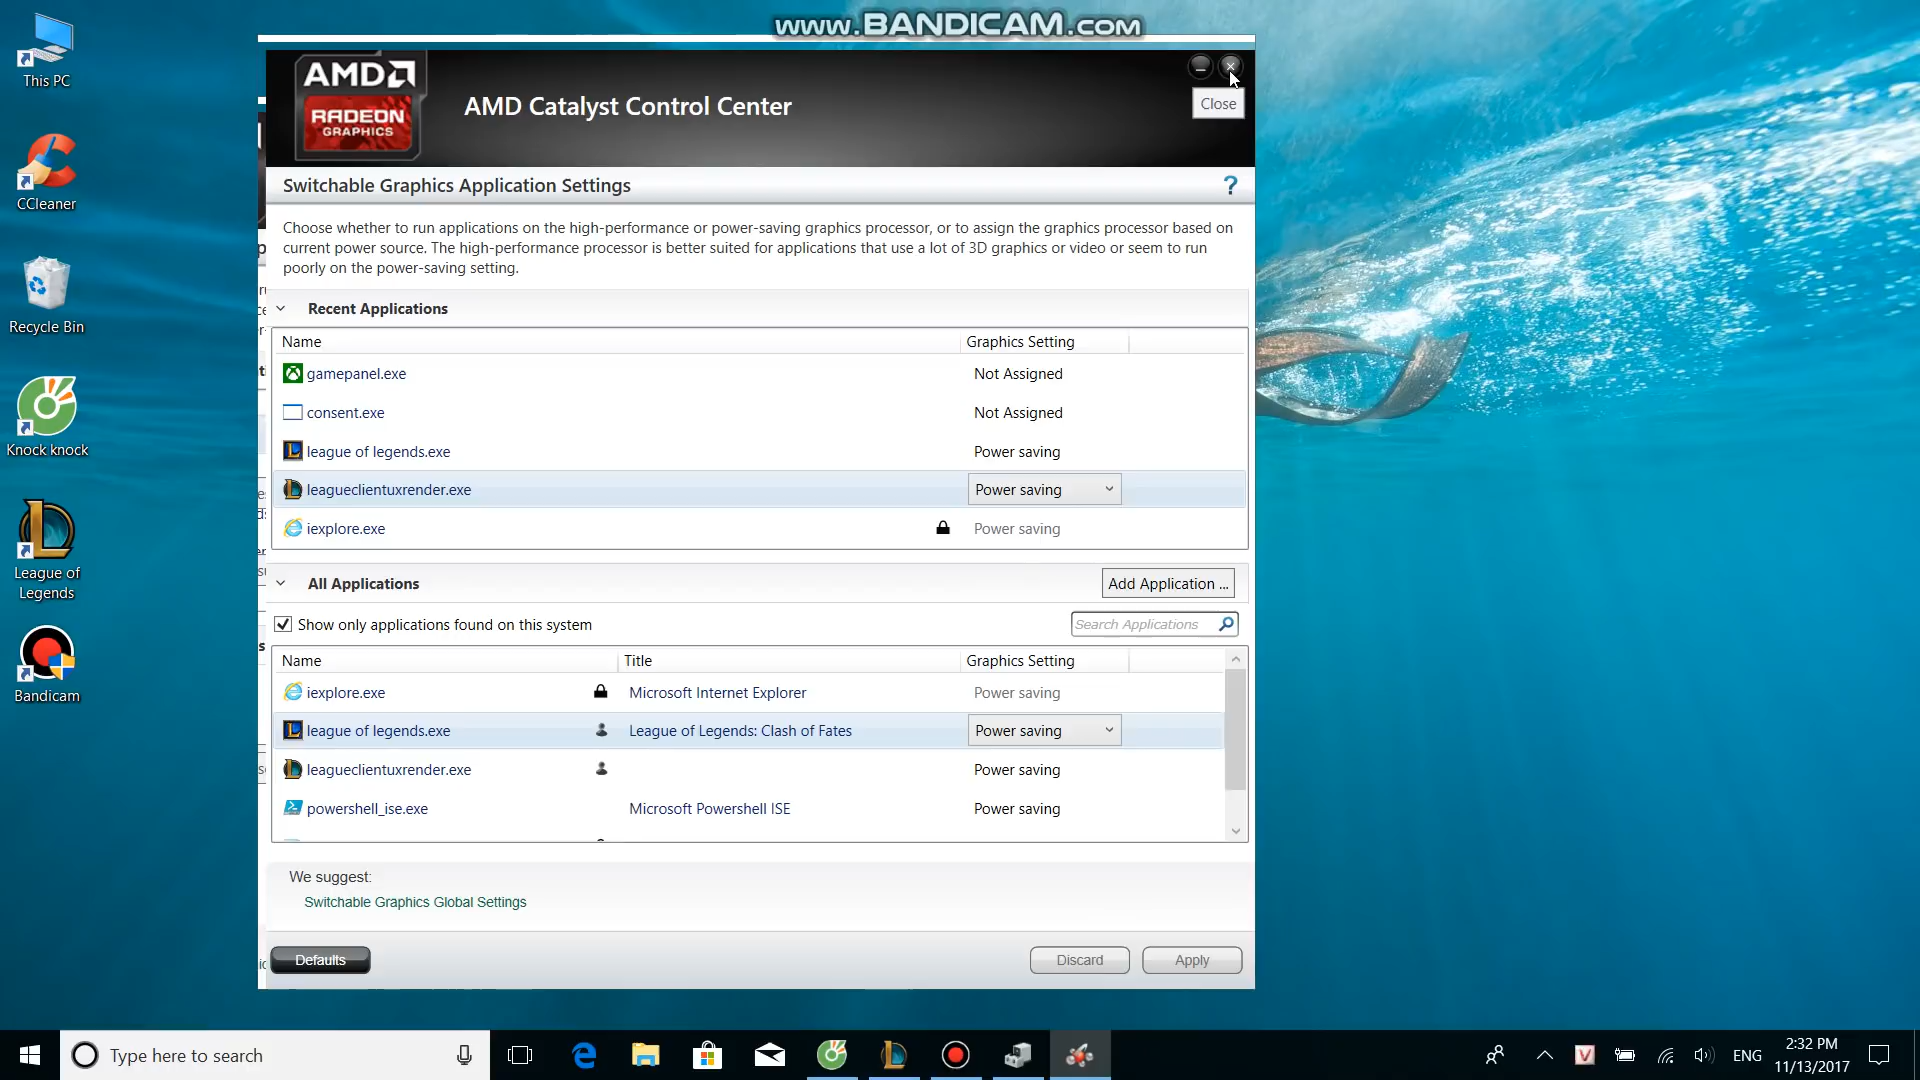 www.BANDICAM.com
This PC
CCleaner
Recycle Bin
Knock knock
League of
Legends
Bandicam
AMD
RADEON
GRAPHICS
AMD Catalyst Control Center
Close
Switchable Graphics Application Settings
?
Choose whether to run applications on the high-performance or power-saving graphics processor, or to assign the graphics processor based on
current power source. The high-performance processor is better suited for applications that use a lot of 3D graphics or video or seem to run
poorly on the power-saving setting.
Recent Applications
Name Graphics Setting
gamepanel.exe Not Assigned
consent.exe Not Assigned
league of legends.exe Power saving
leagueclientuxrender.exe Power saving
iexplore.exe Power saving
All Applications Add Application ...
Show only applications found on this system Search Applications
Name Title Graphics Setting
iexplore.exe Microsoft Internet Explorer Power saving
league of legends.exe League of Legends: Clash of Fates Power saving
leagueclientuxrender.exe Power saving
powershell_ise.exe Microsoft Powershell ISE Power saving
We suggest:
Switchable Graphics Global Settings
Defaults Discard Apply
Type here to search
ENG
2:32 PM
11/13/2017